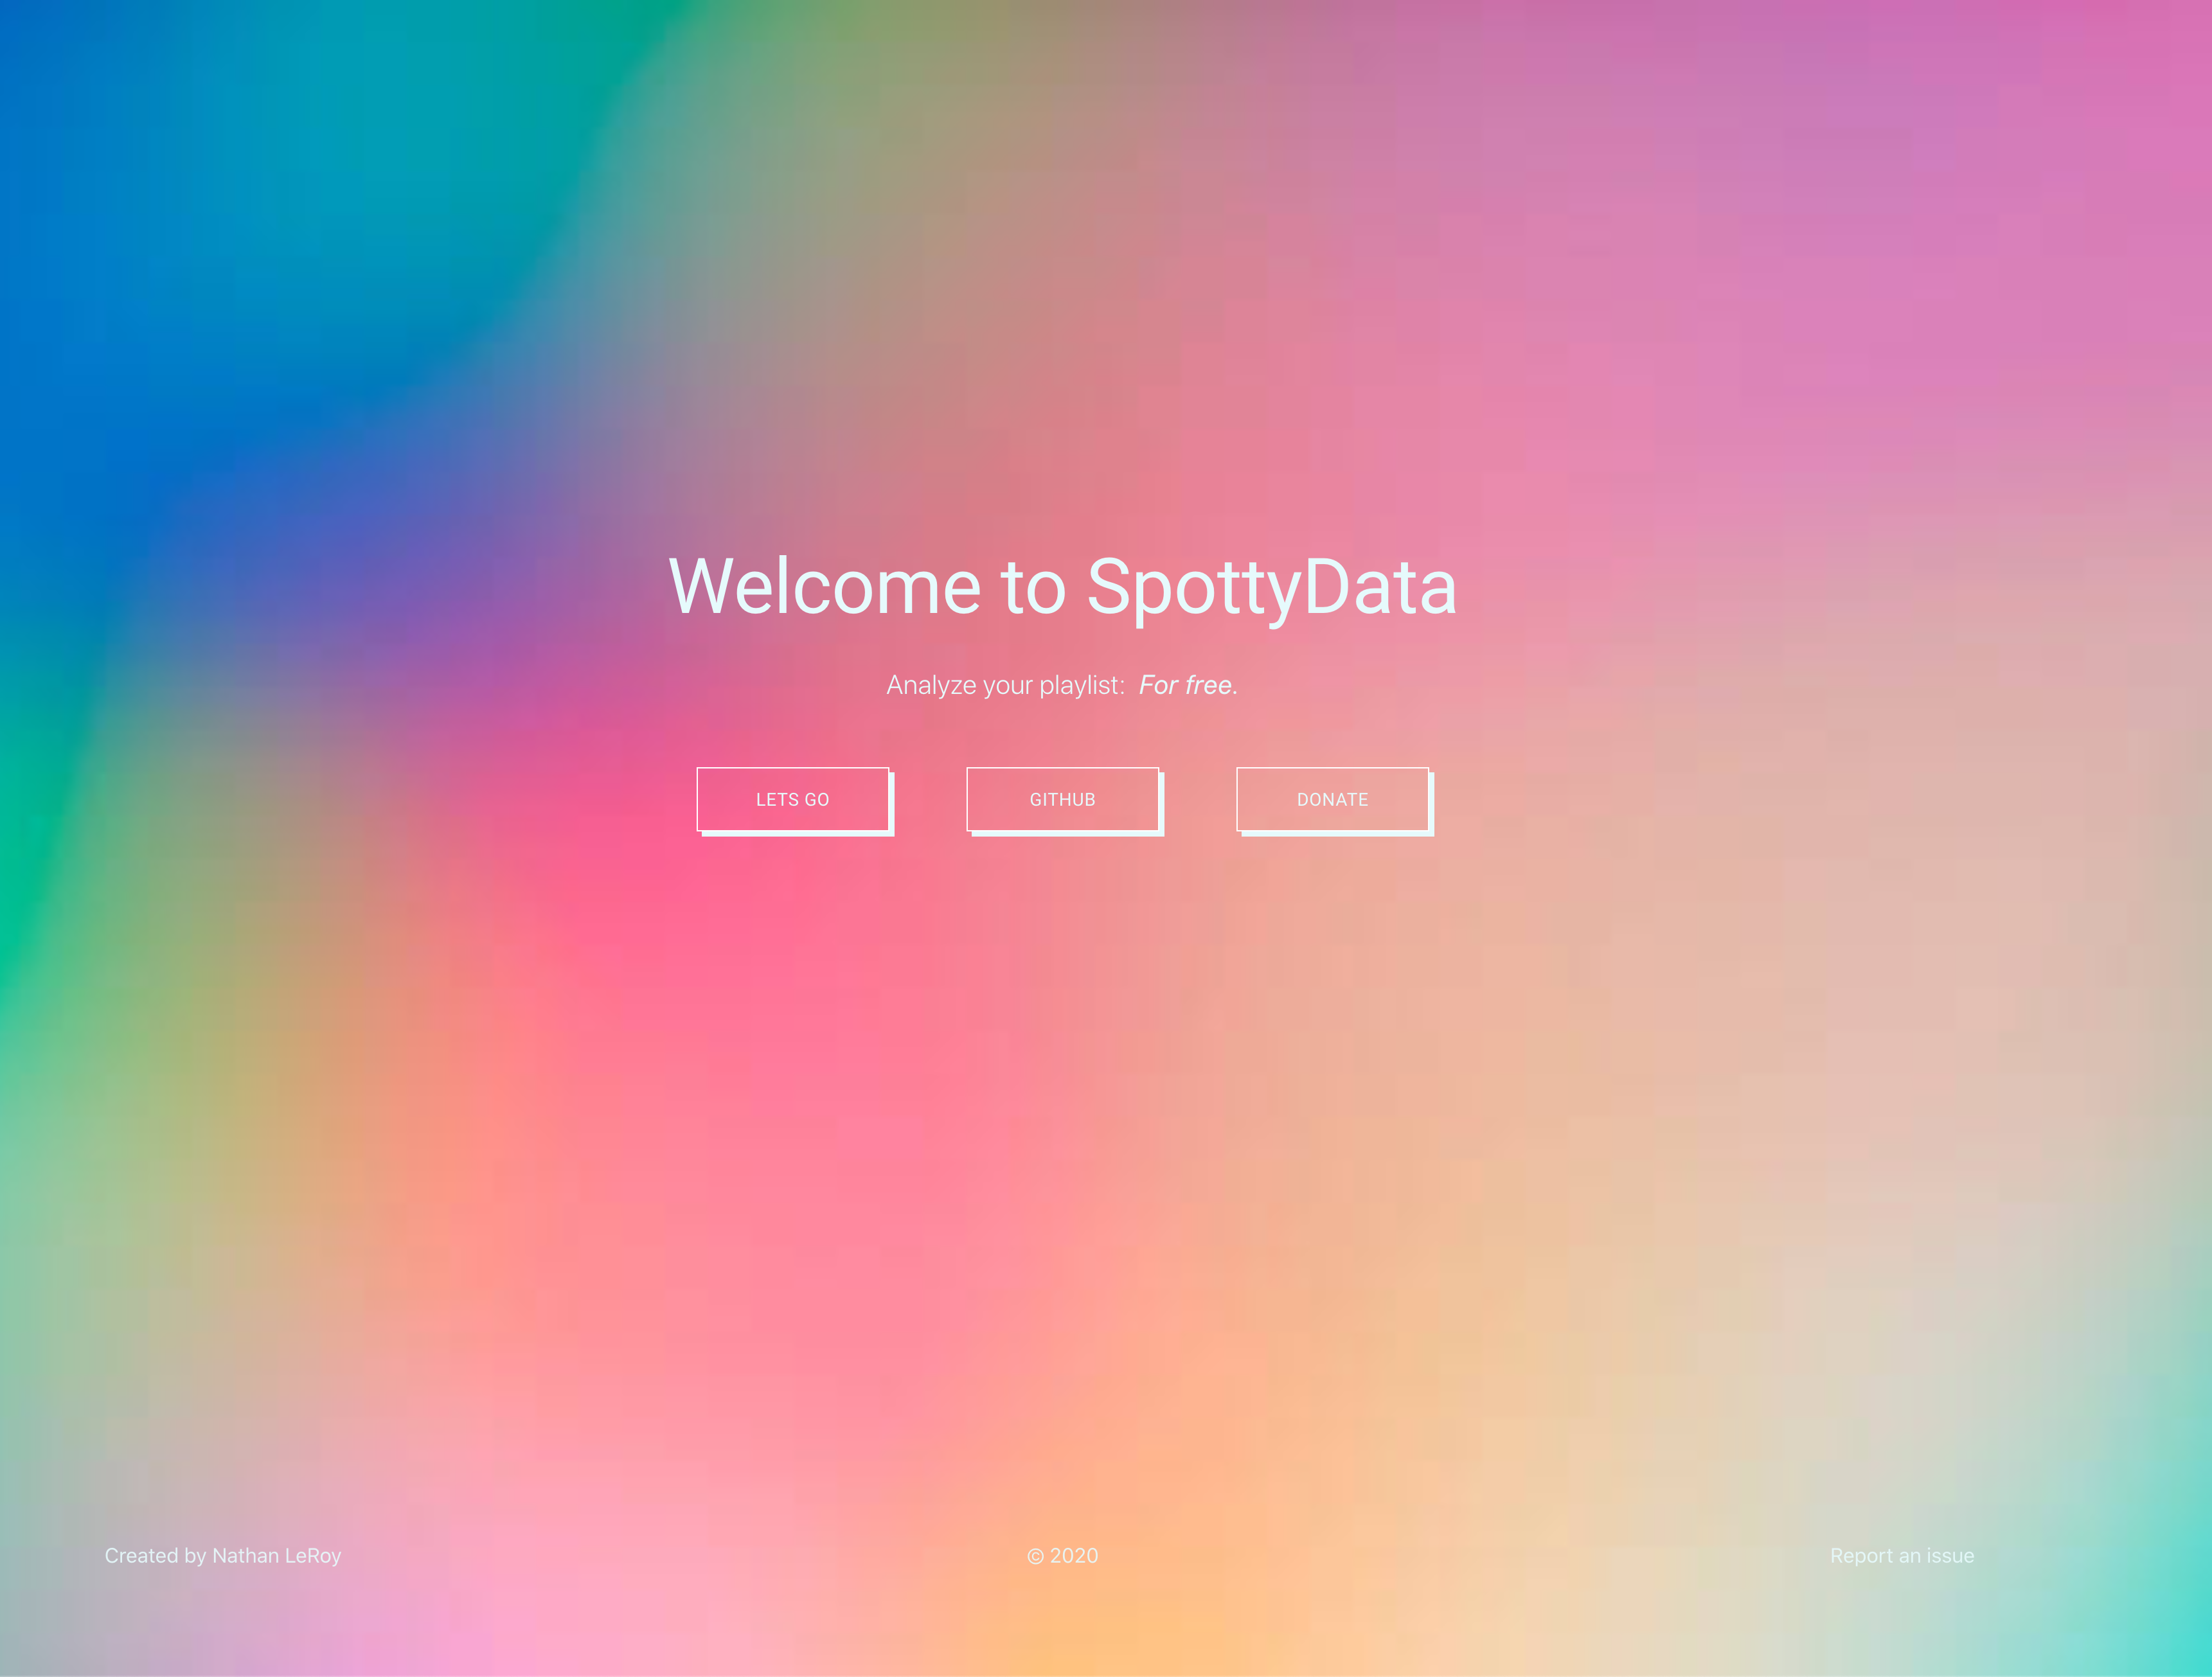 Welcome to SpottyData
Analyze your playlist: For free.
LETS GO
GITHUB
DONATE
Created by Nathan LeRoy
© 2020
Report an issue